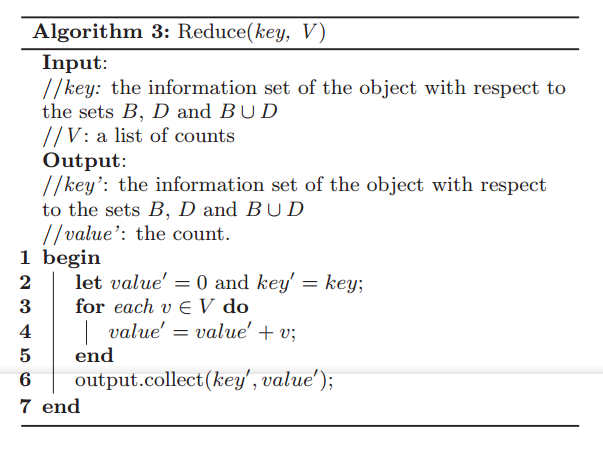 Algorithm 3: Reduce(key, V)
Input:
//key: the information set of the object with respect to
the sets B, D and B ∪ D
//V: a list of counts
Output:
//key': the information set of the object with respect
to the sets B, D and B ∪ D
//value': the count.
1 begin
2 let value′ = 0 and key′ = key;
3 for each v ∈ V do
4 value′ = value′ + v;
5 end
6 output.collect(key′, value′);
7 end